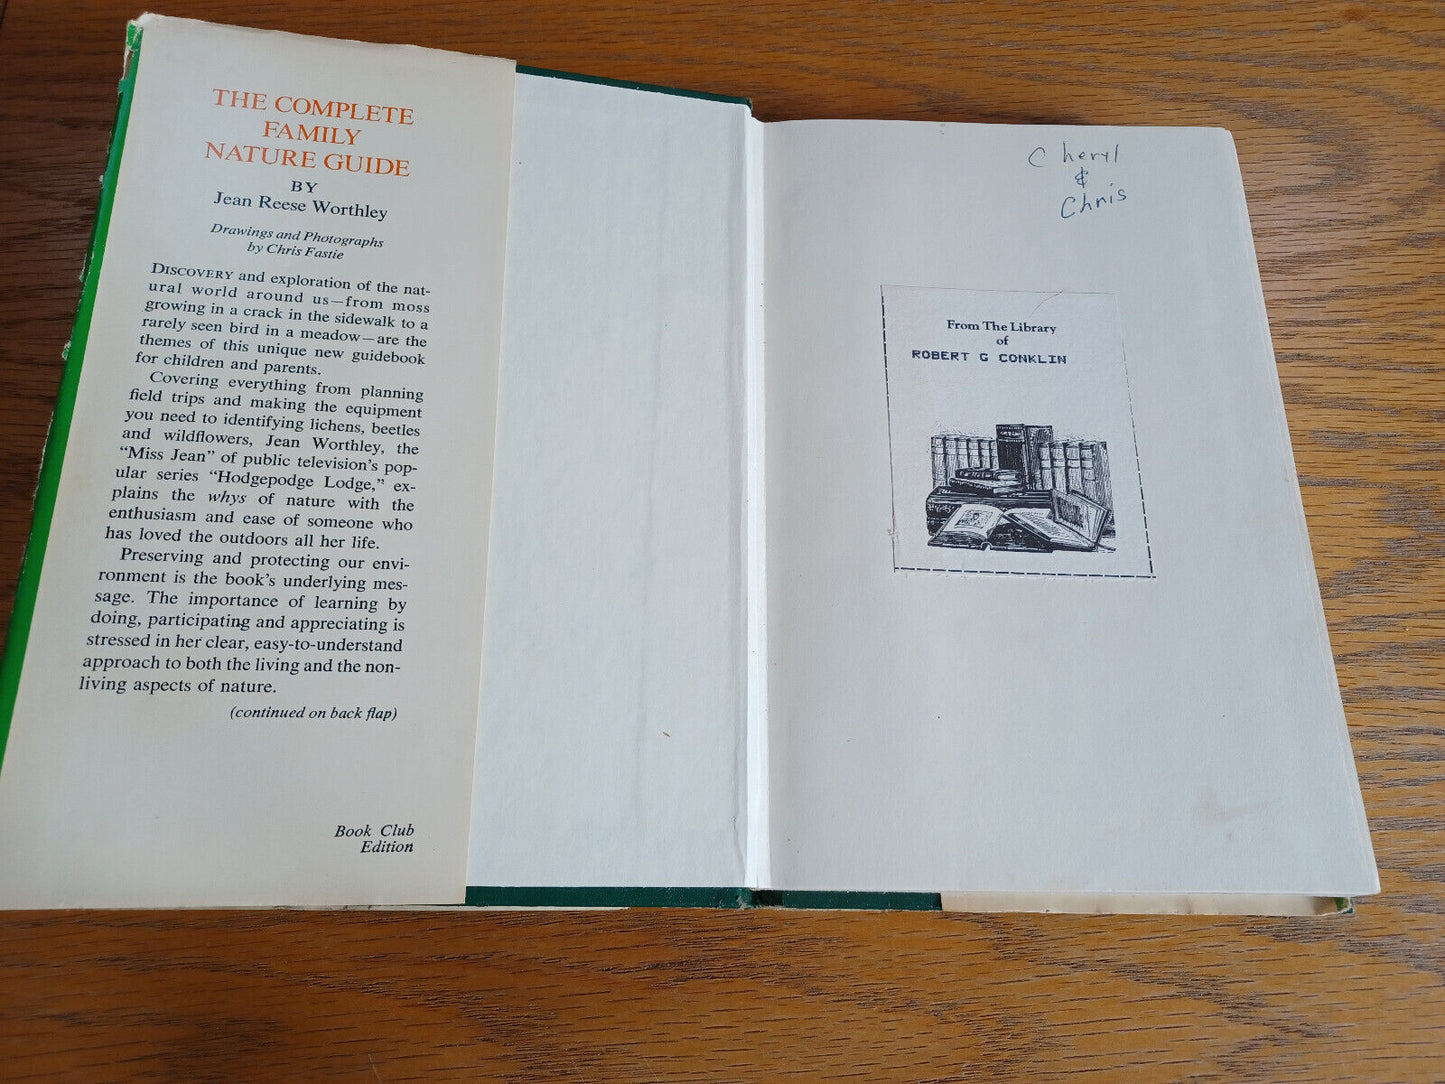 THE COMPLETE
FAMILY
NATURE GUIDE
BY
Jean Reese Worthley
Drawings and Photographs
by Chris Fastie
DISCOVERY and exploration of the nat-
ural world around us—from moss
growing in a crack in the sidewalk to a
rarely seen bird in a meadow—are the
themes of this unique new guidebook
for children and parents.
Covering everything from planning
field trips and making the equipment
you need to identifying lichens, beetles
and wildflowers, Jean Worthley, the
“Miss Jean” of public television’s pop-
ular series “Hodgepodge Lodge,” ex-
plains the whys of nature with the
enthusiasm and ease of someone who
has loved the outdoors all her life.
Preserving and protecting our envi-
ronment is the book’s underlying mes-
sage. The importance of learning by
doing, participating and appreciating is
stressed in her clear, easy-to-understand
approach to both the living and the non-
living aspects of nature.
(continued on back flap)
Book Club
Edition
Cheryl
&
Chris
From The Library
of
ROBERT G CONKLIN